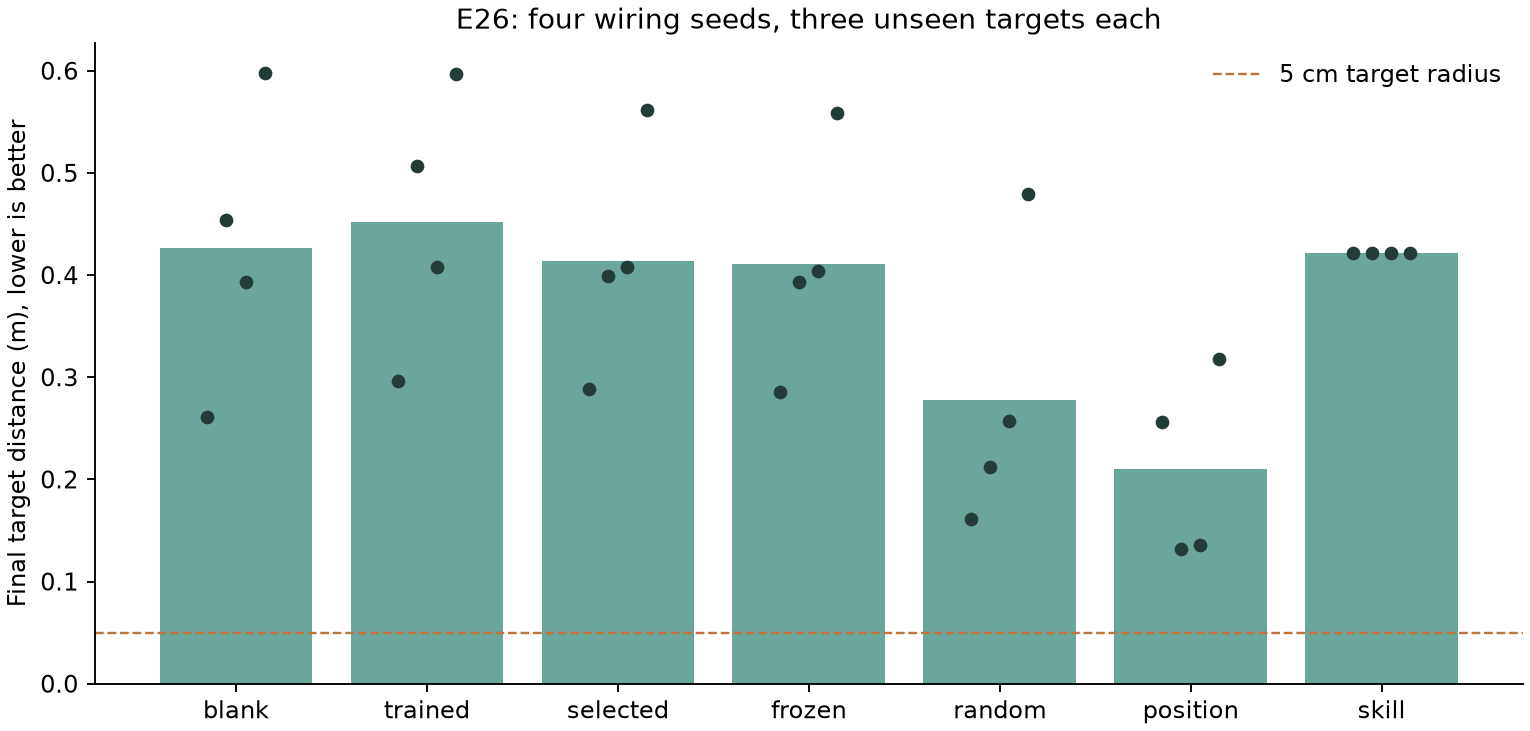 E26: four wiring seeds, three unseen targets each
5 cm target radius
Final target distance (m), lower is better
0.6
0.5
0.4
0.3
0.2
0.1
0.0
blank trained selected frozen random position skill